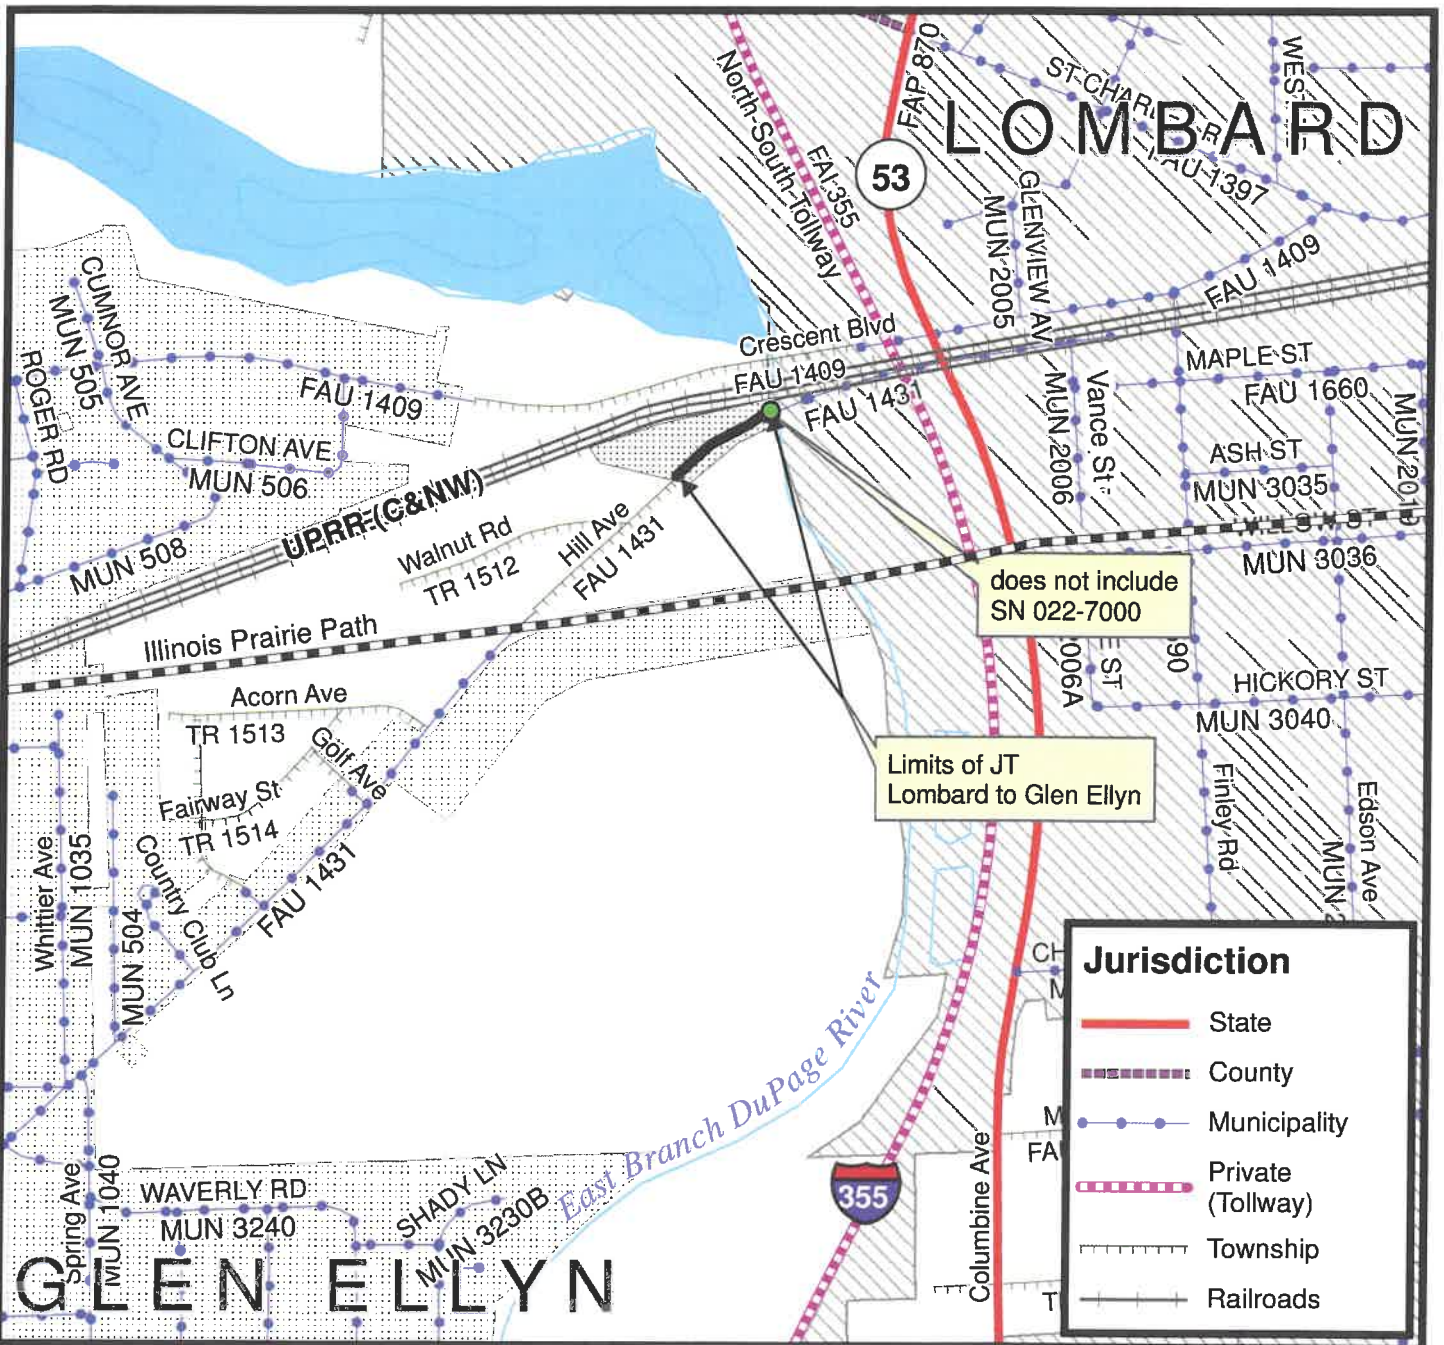 FAP 870
North-South-Tollway
FAI 355
53
LOMBARD
FAU 1397
GLENVIEW AV
MUN 2005
FAU 1409
Crescent Blvd
FAU 1409
FAU 1431
CUMNOR AVE
MUN 505
ROGER RD
FAU 1409
CLIFTON AVE
MUN 506
MUN 508
UPRR (C&NW)
Walnut Rd
TR 1512
Hill Ave
FAU 1431
Illinois Prairie Path
MAPLE ST
FAU 1660
Vance St
MUN 2006
ASH ST
MUN 3035
MUN 3036
does not include
SN 022-7000
HICKORY ST
MUN 3040
Limits of JT
Lombard to Glen Ellyn
Acorn Ave
TR 1513
Golf Ave
Fairway St
TR 1514
Country Club Ln
FAU 1431
Whittier Ave
MUN 1035
MUN 504
Finley Rd
Edson Ave
East Branch DuPage River
355
Columbine Ave
Spring Ave
MUN 1040
WAVERLY RD
MUN 3240
SHADY LN
MUN 3230B
GLEN ELLYN
Jurisdiction
State
County
Municipality
Private
(Tollway)
Township
Railroads